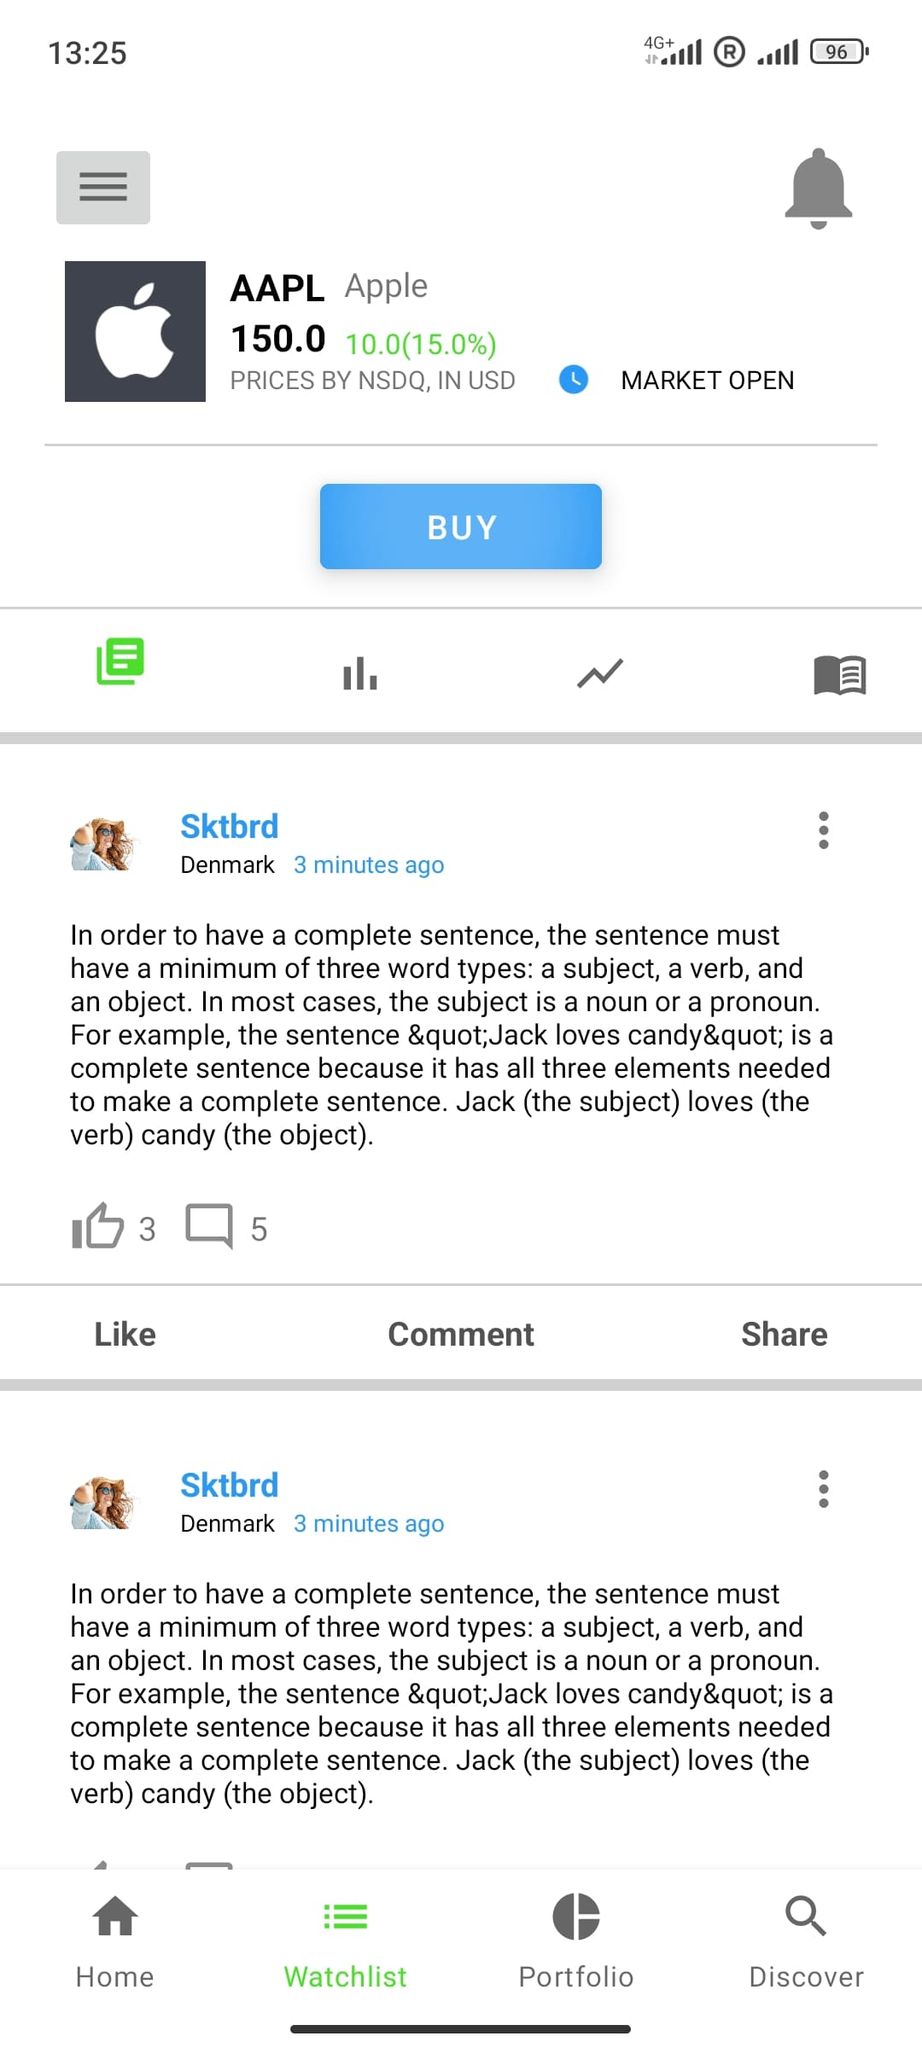 13:25
4G+
R
96
AAPL Apple
150.0 10.0(15.0%)
PRICES BY NSDQ, IN USD MARKET OPEN
BUY
Sktbrd
Denmark 3 minutes ago
In order to have a complete sentence, the sentence must
have a minimum of three word types: a subject, a verb, and
an object. In most cases, the subject is a noun or a pronoun.
For example, the sentence &quot;Jack loves candy&quot; is a
complete sentence because it has all three elements needed
to make a complete sentence. Jack (the subject) loves (the
verb) candy (the object).
3 5
Like Comment Share
Sktbrd
Denmark 3 minutes ago
In order to have a complete sentence, the sentence must
have a minimum of three word types: a subject, a verb, and
an object. In most cases, the subject is a noun or a pronoun.
For example, the sentence &quot;Jack loves candy&quot; is a
complete sentence because it has all three elements needed
to make a complete sentence. Jack (the subject) loves (the
verb) candy (the object).
Home Watchlist Portfolio Discover